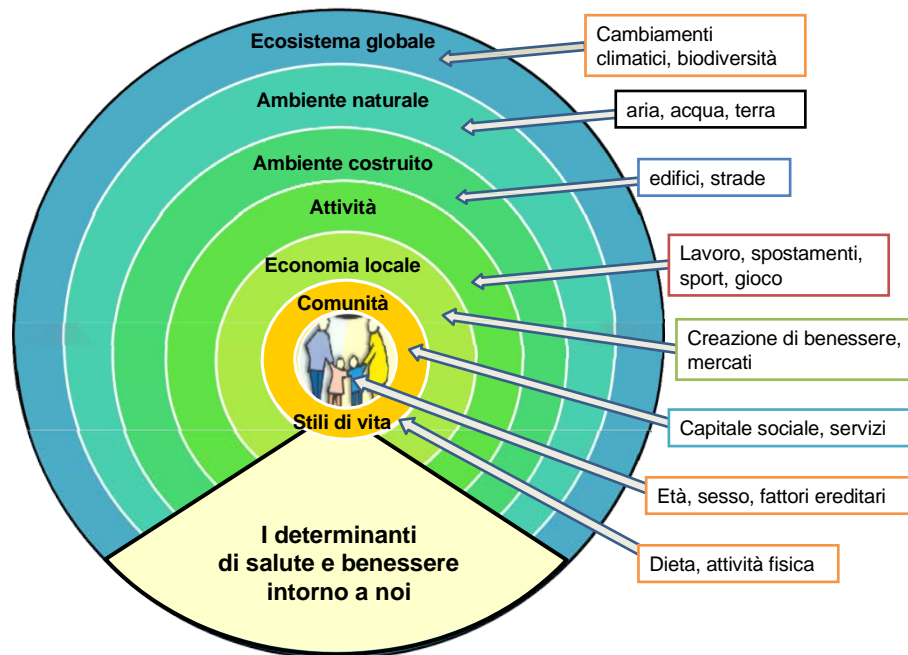 Ecosistema globale
Ambiente naturale
Ambiente costruito
Attività
Economia locale
Comunità
Stili di vita
I determinanti
di salute e benessere
intorno a noi
Cambiamenti
climatici, biodiversità
aria, acqua, terra
edifici, strade
Lavoro, spostamenti,
sport, gioco
Creazione di benessere,
mercati
Capitale sociale, servizi
Età, sesso, fattori ereditari
Dieta, attività fisica